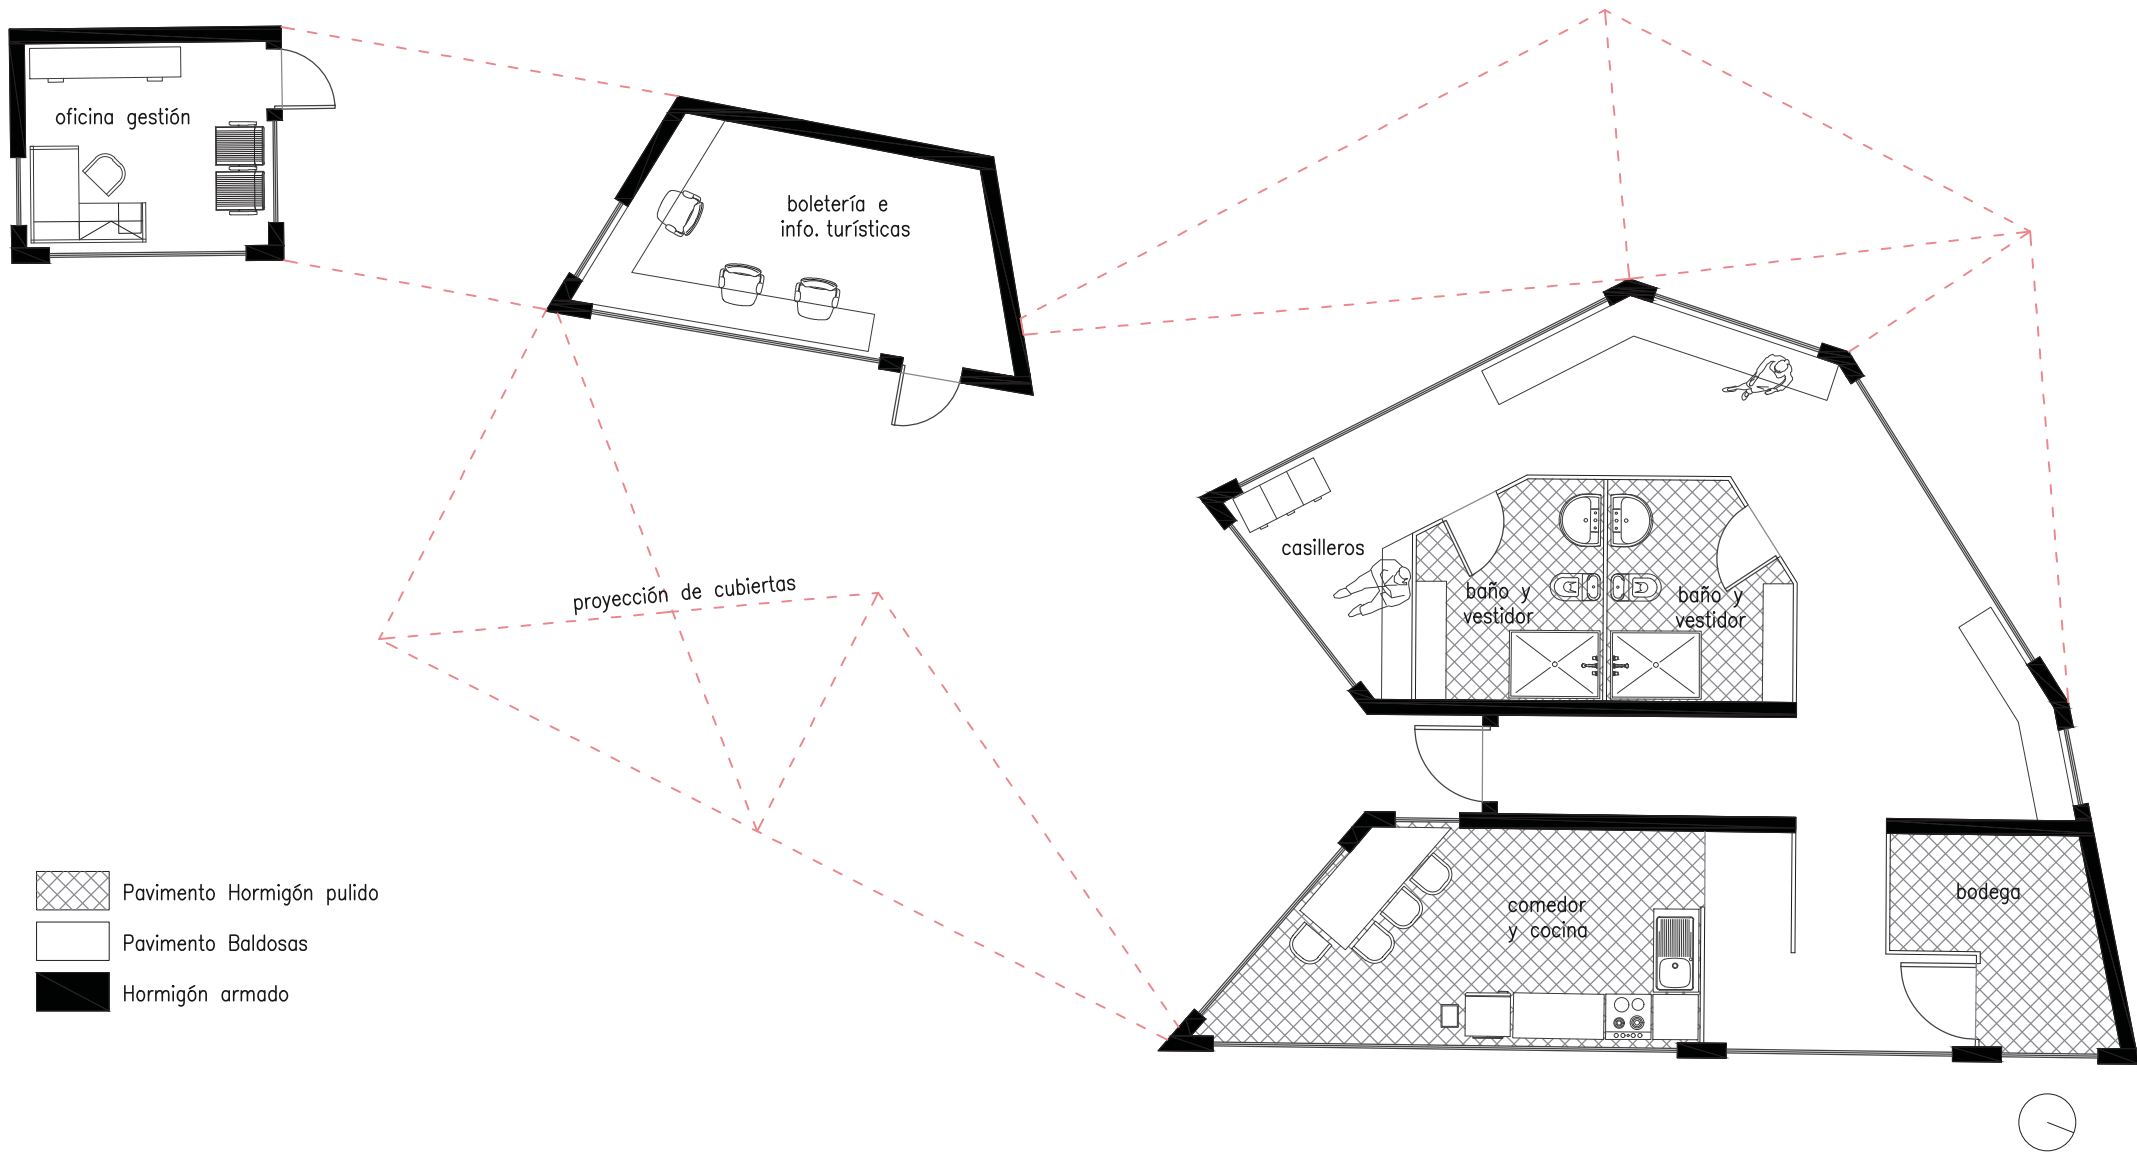 oficina gestión
boletería e
info. turísticas
casilleros
baño y
vestidor
baño y
vestidor
proyección de cubiertas
comedor
y cocina
bodega
Pavimento Hormigón pulido
Pavimento Baldosas
Hormigón armado